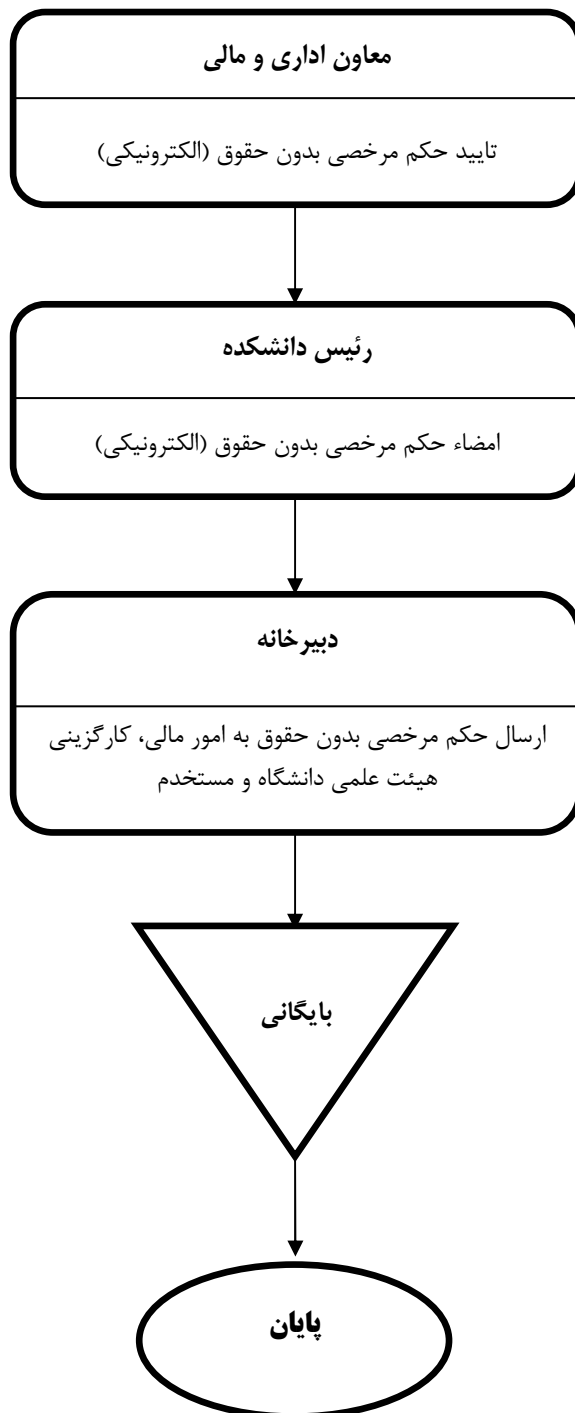 معاون اداری و مالی
تایید حکم مرخصی بدون حقوق (الکترونیکی)
رئیس دانشکده
امضاء حکم مرخصی بدون حقوق (الکترونیکی)
دبیرخانه
ارسال حکم مرخصی بدون حقوق به امور مالی، کارگزینی
هیئت علمی دانشگاه و مستخدم
بایگانی
پایان